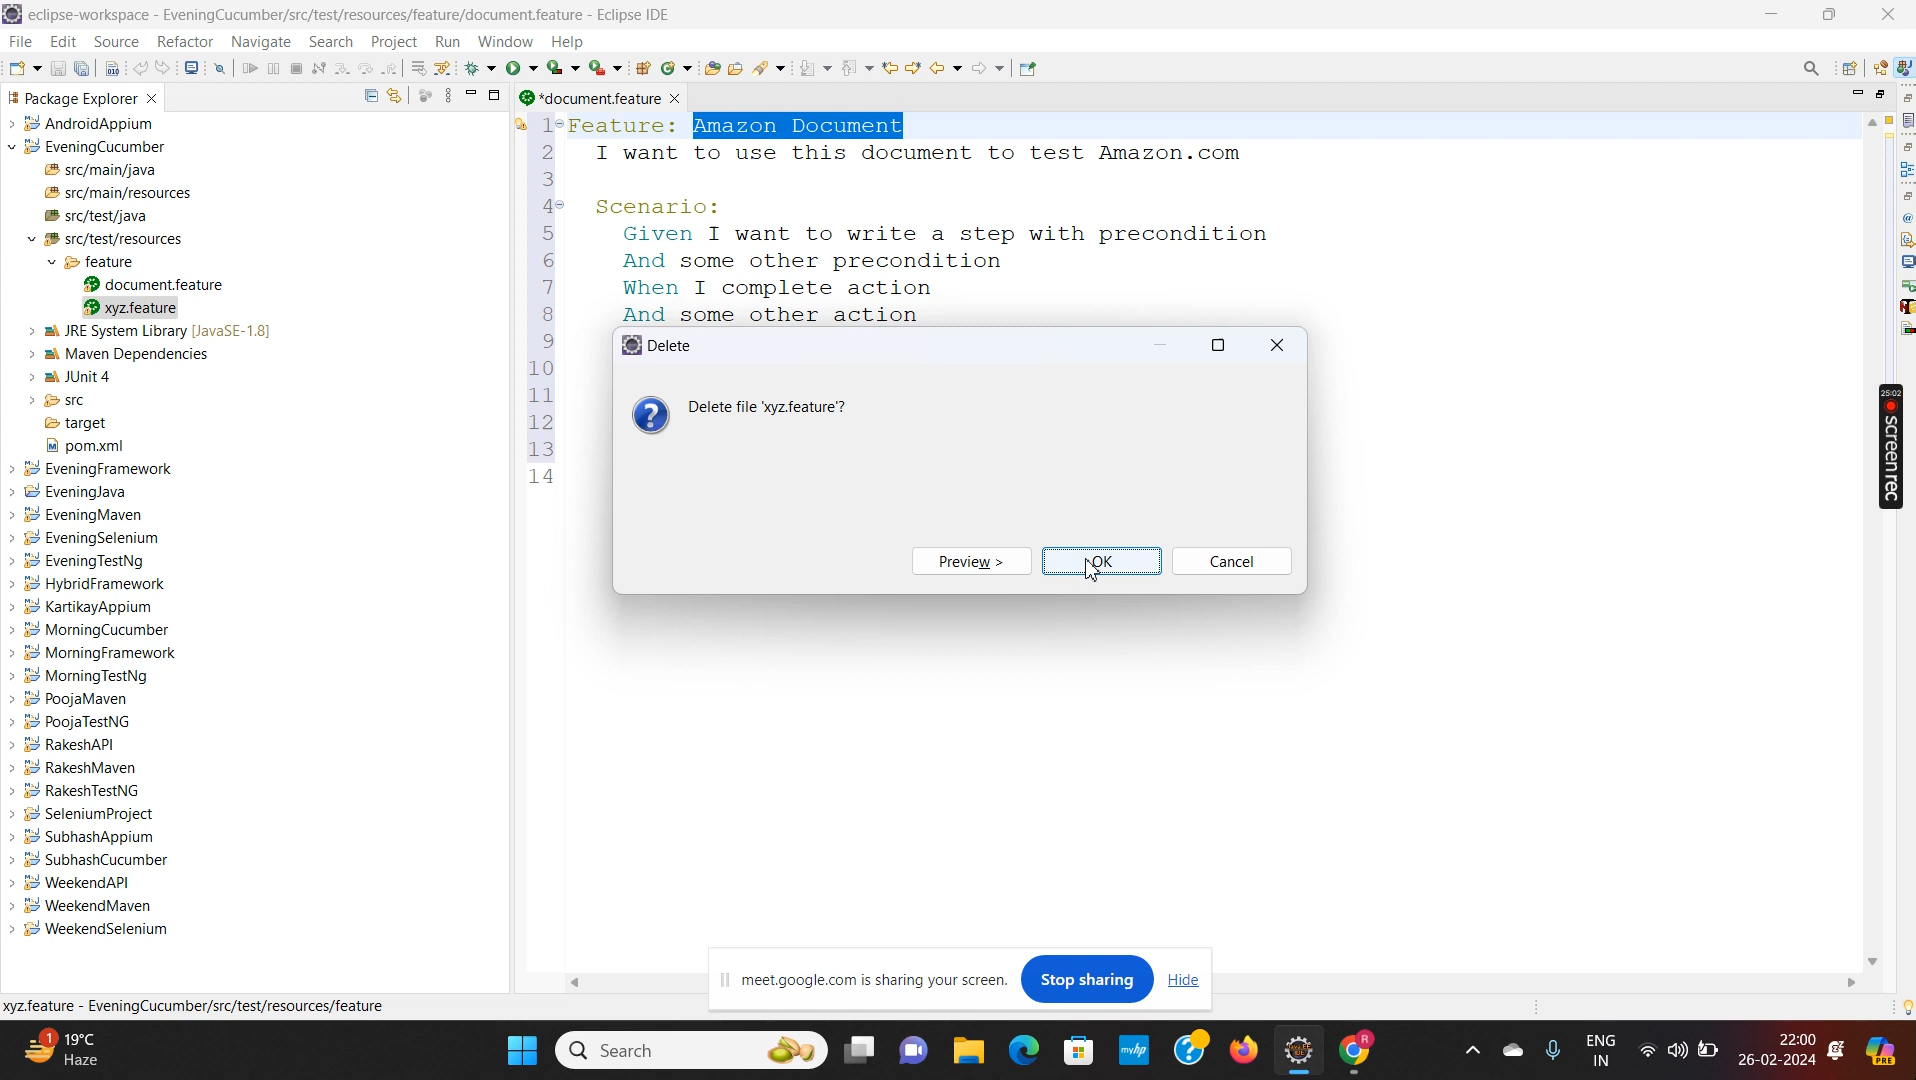 eclipse-workspace - EveningCucumber/src/test/resources/feature/document.feature - Eclipse IDE
File Edit Source Refactor Navigate Search Project Run Window Help
Package Explorer
*document.feature
AndroidAppium
EveningCucumber
src/main/java
src/main/resources
src/test/java
src/test/resources
feature
document.feature
xyz.feature
JRE System Library [JavaSE-1.8]
Maven Dependencies
JUnit 4
src
target
pom.xml
EveningFramework
EveningJava
EveningMaven
EveningSelenium
EveningTestNg
HybridFramework
KartikayAppium
MorningCucumber
MorningFramework
MorningTestNg
PoojaMaven
PoojaTestNG
RakeshAPI
RakeshMaven
RakeshTestNG
SeleniumProject
SubhashAppium
SubhashCucumber
WeekendAPI
WeekendMaven
WeekendSelenium
1 Feature: Amazon Document
2 I want to use this document to test Amazon.com
3
4 Scenario:
5 Given I want to write a step with precondition
6 And some other precondition
7 When I complete action
8 And some other action
9
10
11
12
13
14
Delete
Delete file 'xyz.feature'?
Preview >
OK
Cancel
25:02
screenrec
meet.google.com is sharing your screen.
Stop sharing
Hide
xyz.feature - EveningCucumber/src/test/resources/feature
1
19°C
Haze
Search
myhp
R
ENG
IN
22:00
26-02-2024
PRE